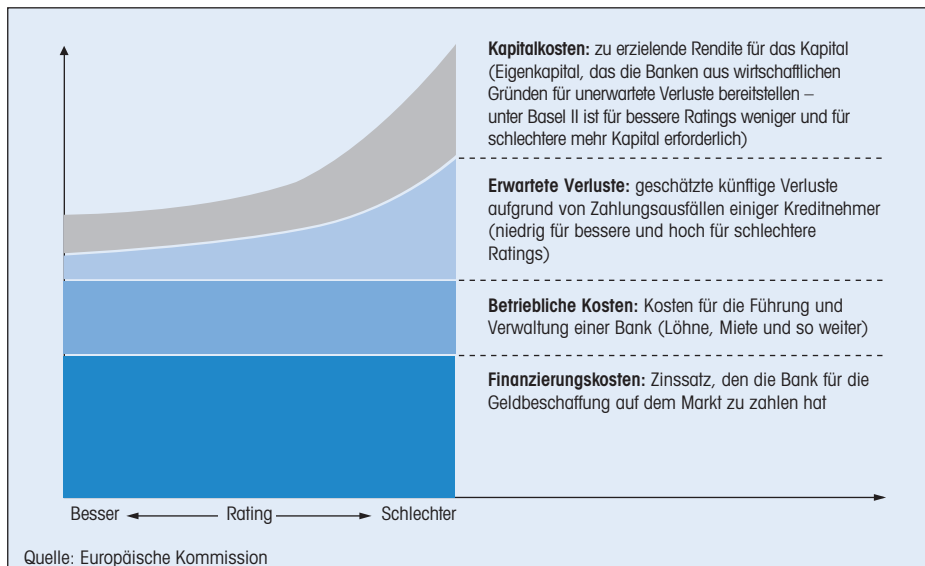 Kapitalkosten: zu erzielende Rendite für das Kapital
(Eigenkapital, das die Banken aus wirtschaftlichen
Gründen für unerwartete Verluste bereitstellen –
unter Basel II ist für bessere Ratings weniger und für
schlechtere mehr Kapital erforderlich)
Erwartete Verluste: geschätzte künftige Verluste
aufgrund von Zahlungsausfällen einiger Kreditnehmer
(niedrig für bessere und hoch für schlechtere
Ratings)
Betriebliche Kosten: Kosten für die Führung und
Verwaltung einer Bank (Löhne, Miete und so weiter)
Finanzierungskosten: Zinssatz, den die Bank für die
Geldbeschaffung auf dem Markt zu zahlen hat
Besser Rating Schlechter
Quelle: Europäische Kommission